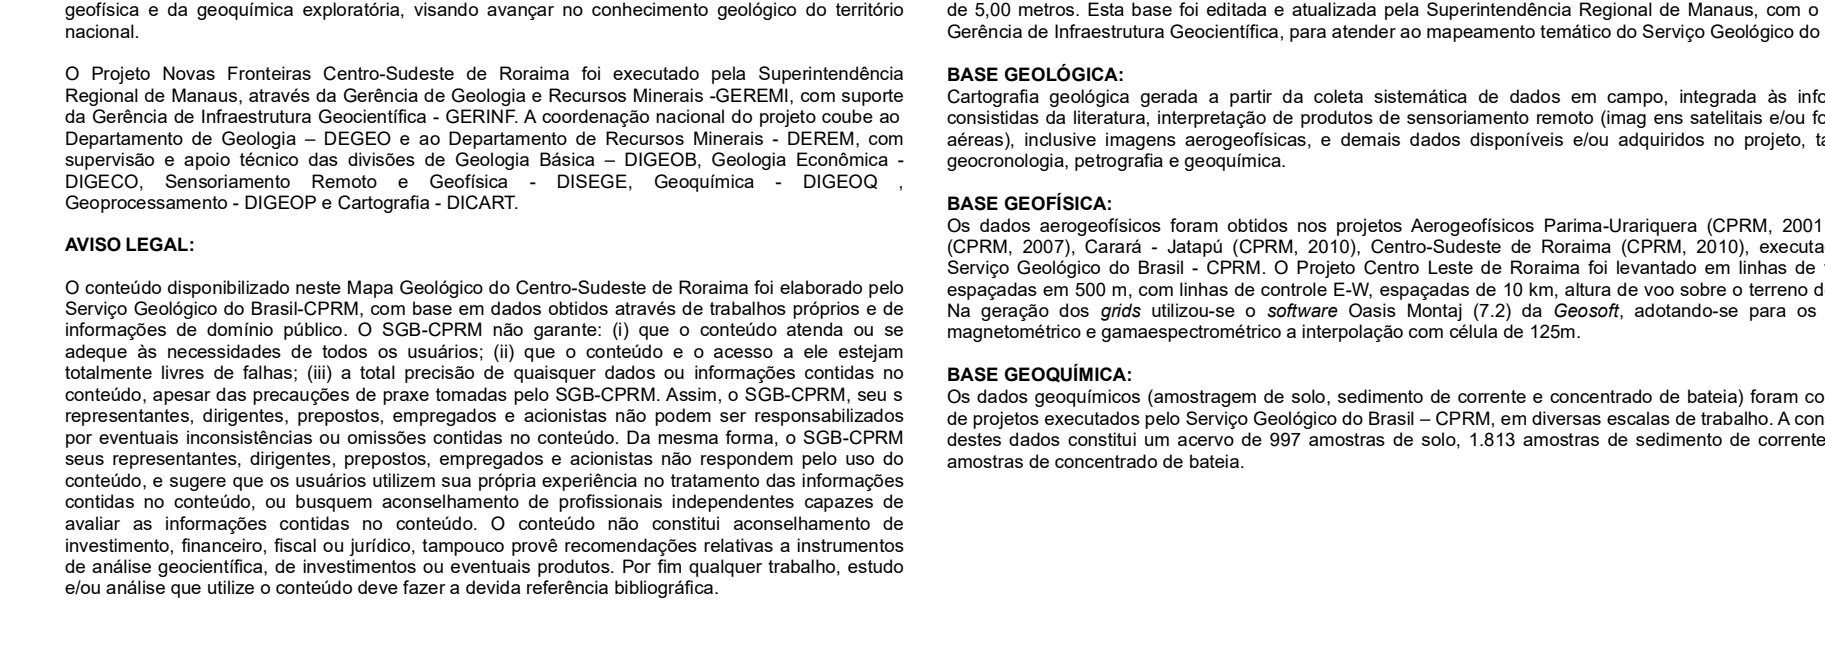 geofísica e da geoquímica exploratória, visando avançar no conhecimento geológico do território
nacional.
O Projeto Novas Fronteiras Centro-Sudeste de Roraima foi executado pela Superintendência
Regional de Manaus, através da Gerência de Geologia e Recursos Minerais -GEREMI, com suporte
da Gerência de Infraestrutura Geocientífica - GERINF. A coordenação nacional do projeto coube ao
Departamento de Geologia – DEGEO e ao Departamento de Recursos Minerais - DEREM, com
supervisão e apoio técnico das divisões de Geologia Básica – DIGEOB, Geologia Econômica -
DIGECO, Sensoriamento Remoto e Geofísica - DISEGE, Geoquímica - DIGEOQ ,
Geoprocessamento - DIGEOP e Cartografia - DICART.
AVISO LEGAL:
O conteúdo disponibilizado neste Mapa Geológico do Centro-Sudeste de Roraima foi elaborado pelo
Serviço Geológico do Brasil-CPRM, com base em dados obtidos através de trabalhos próprios e de
informações de domínio público. O SGB-CPRM não garante: (i) que o conteúdo atenda ou se
adeque às necessidades de todos os usuários; (ii) que o conteúdo e o acesso a ele estejam
totalmente livres de falhas; (iii) a total precisão de quaisquer dados ou informações contidas no
conteúdo, apesar das precauções de praxe tomadas pelo SGB-CPRM. Assim, o SGB-CPRM, seu s
representantes, dirigentes, prepostos, empregados e acionistas não podem ser responsabilizados
por eventuais inconsistências ou omissões contidas no conteúdo. Da mesma forma, o SGB-CPRM
seus representantes, dirigentes, prepostos, empregados e acionistas não respondem pelo uso do
conteúdo, e sugere que os usuários utilizem sua própria experiência no tratamento das informações
contidas no conteúdo, ou busquem aconselhamento de profissionais independentes capazes de
avaliar as informações contidas no conteúdo. O conteúdo não constitui aconselhamento de
investimento, financeiro, fiscal ou jurídico, tampouco provê recomendações relativas a instrumentos
de análise geocientífica, de investimentos ou eventuais produtos. Por fim qualquer trabalho, estudo
e/ou análise que utilize o conteúdo deve fazer a devida referência bibliográfica.
de 5,00 metros. Esta base foi editada e atualizada pela Superintendência Regional de Manaus, com o
Gerência de Infraestrutura Geocientífica, para atender ao mapeamento temático do Serviço Geológico do
BASE GEOLÓGICA:
Cartografia geológica gerada a partir da coleta sistemática de dados em campo, integrada às
consistidas da literatura, interpretação de produtos de sensoriamento remoto (imag ens satelitais e/ou
aéreas), inclusive imagens aerogeofísicas, e demais dados disponíveis e/ou adquiridos no projeto,
geocronologia, petrografia e geoquímica.
BASE GEOFÍSICA:
Os dados aerogeofísicos foram obtidos nos projetos Aerogeofísicos Parima-Urariquera (CPRM, 2001
(CPRM, 2007), Carará - Jatapú (CPRM, 2010), Centro-Sudeste de Roraima (CPRM, 2010),
Serviço Geológico do Brasil - CPRM. O Projeto Centro Leste de Roraima foi levantado em linhas de
espaçadas em 500 m, com linhas de controle E-W, espaçadas de 10 km, altura de voo sobre o terreno
Na geração dos grids utilizou-se o software Oasis Montaj (7.2) da Geosoft, adotando-se para os
magnetométrico e gamaespectrométrico a interpolação com célula de 125m.
BASE GEOQUÍMICA:
Os dados geoquímicos (amostragem de solo, sedimento de corrente e concentrado de bateia) foram
de projetos executados pelo Serviço Geológico do Brasil – CPRM, em diversas escalas de trabalho. A
destes dados constitui um acervo de 997 amostras de solo, 1.813 amostras de sedimento de corrente
amostras de concentrado de bateia.